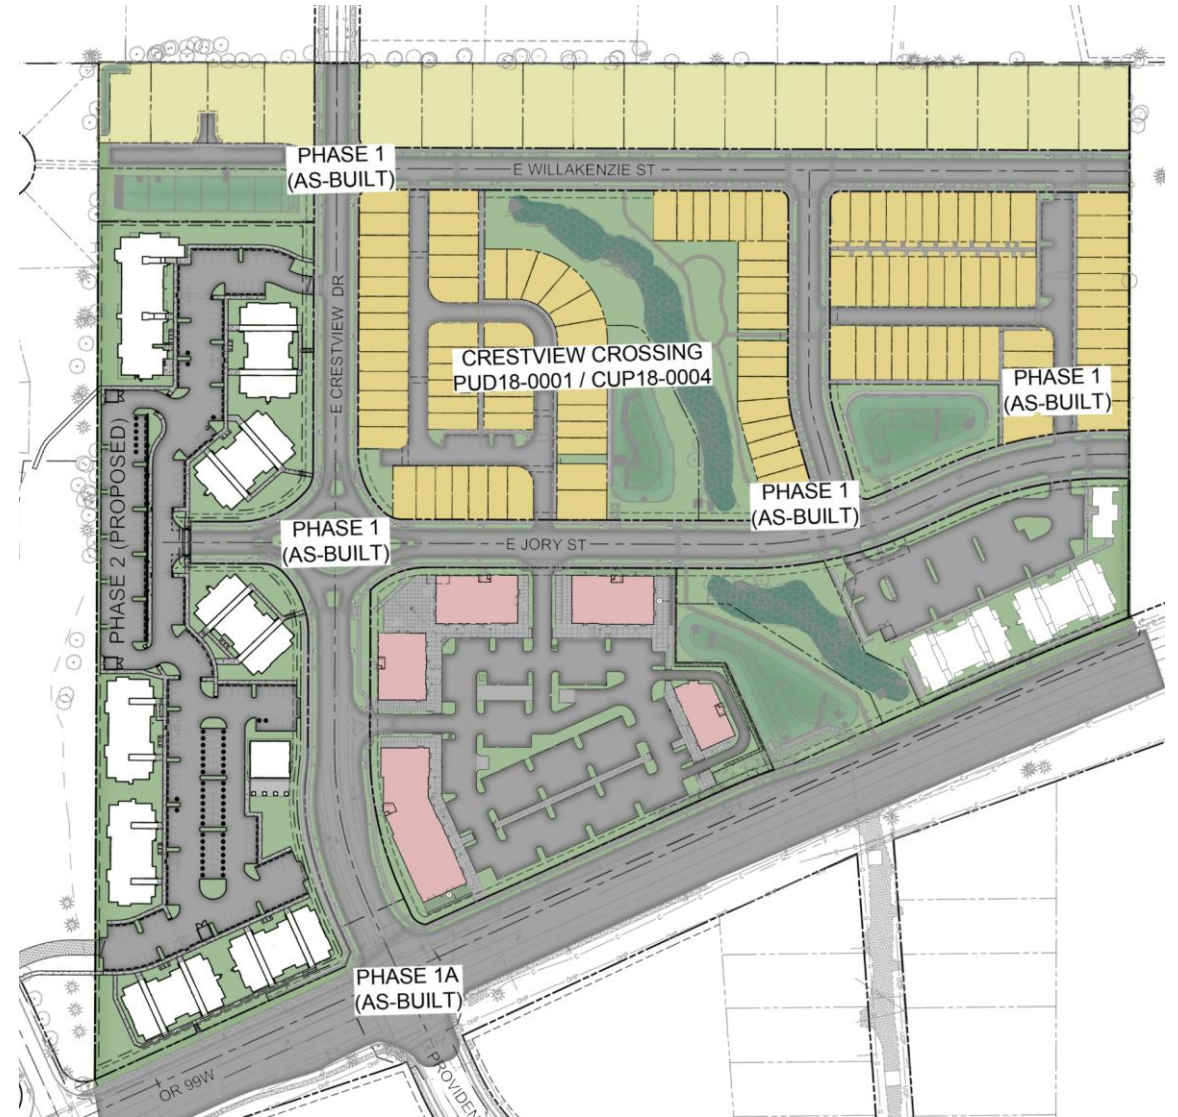 PHASE 1
(AS-BUILT)
E WILLAKENZIE ST
E CRESTVIEW DR
CRESTVIEW CROSSING
PUD18-0001 / CUP18-0004
PHASE 1
(AS-BUILT)
PHASE 2 (PROPOSED)
PHASE 1
(AS-BUILT)
PHASE 1
(AS-BUILT)
E JORY ST
PHASE 1A
(AS-BUILT)
OR 99W
PROVIDEN